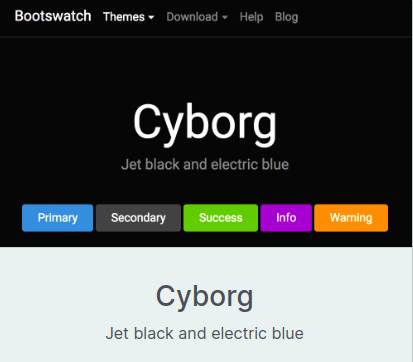 Bootswatch Themes Download Help Blog
Cyborg
Jet black and electric blue
Primary Secondary Success Info Warning
Cyborg
Jet black and electric blue